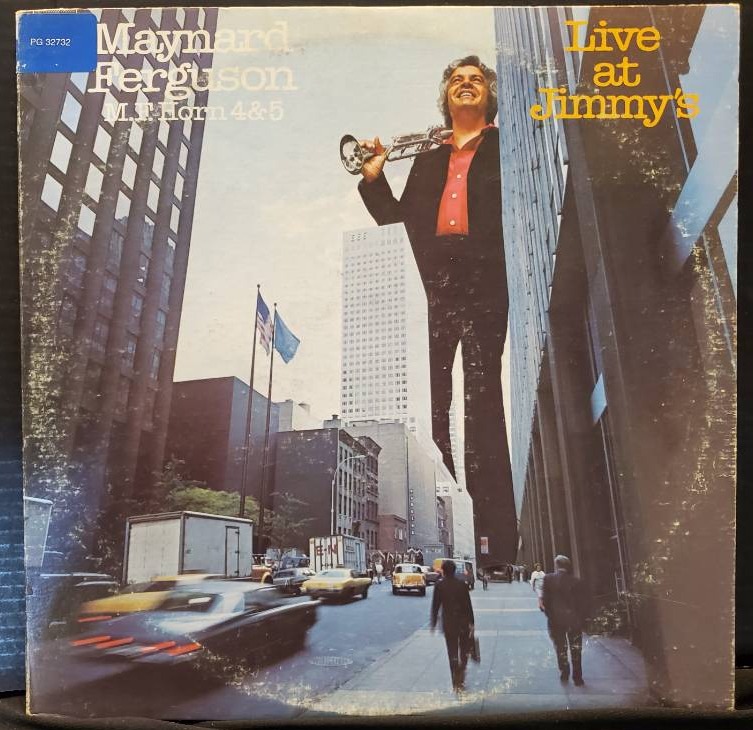 PG 32732
Maynard
Ferguson
M.F. Horn 4&5
Live
at
Jimmy's